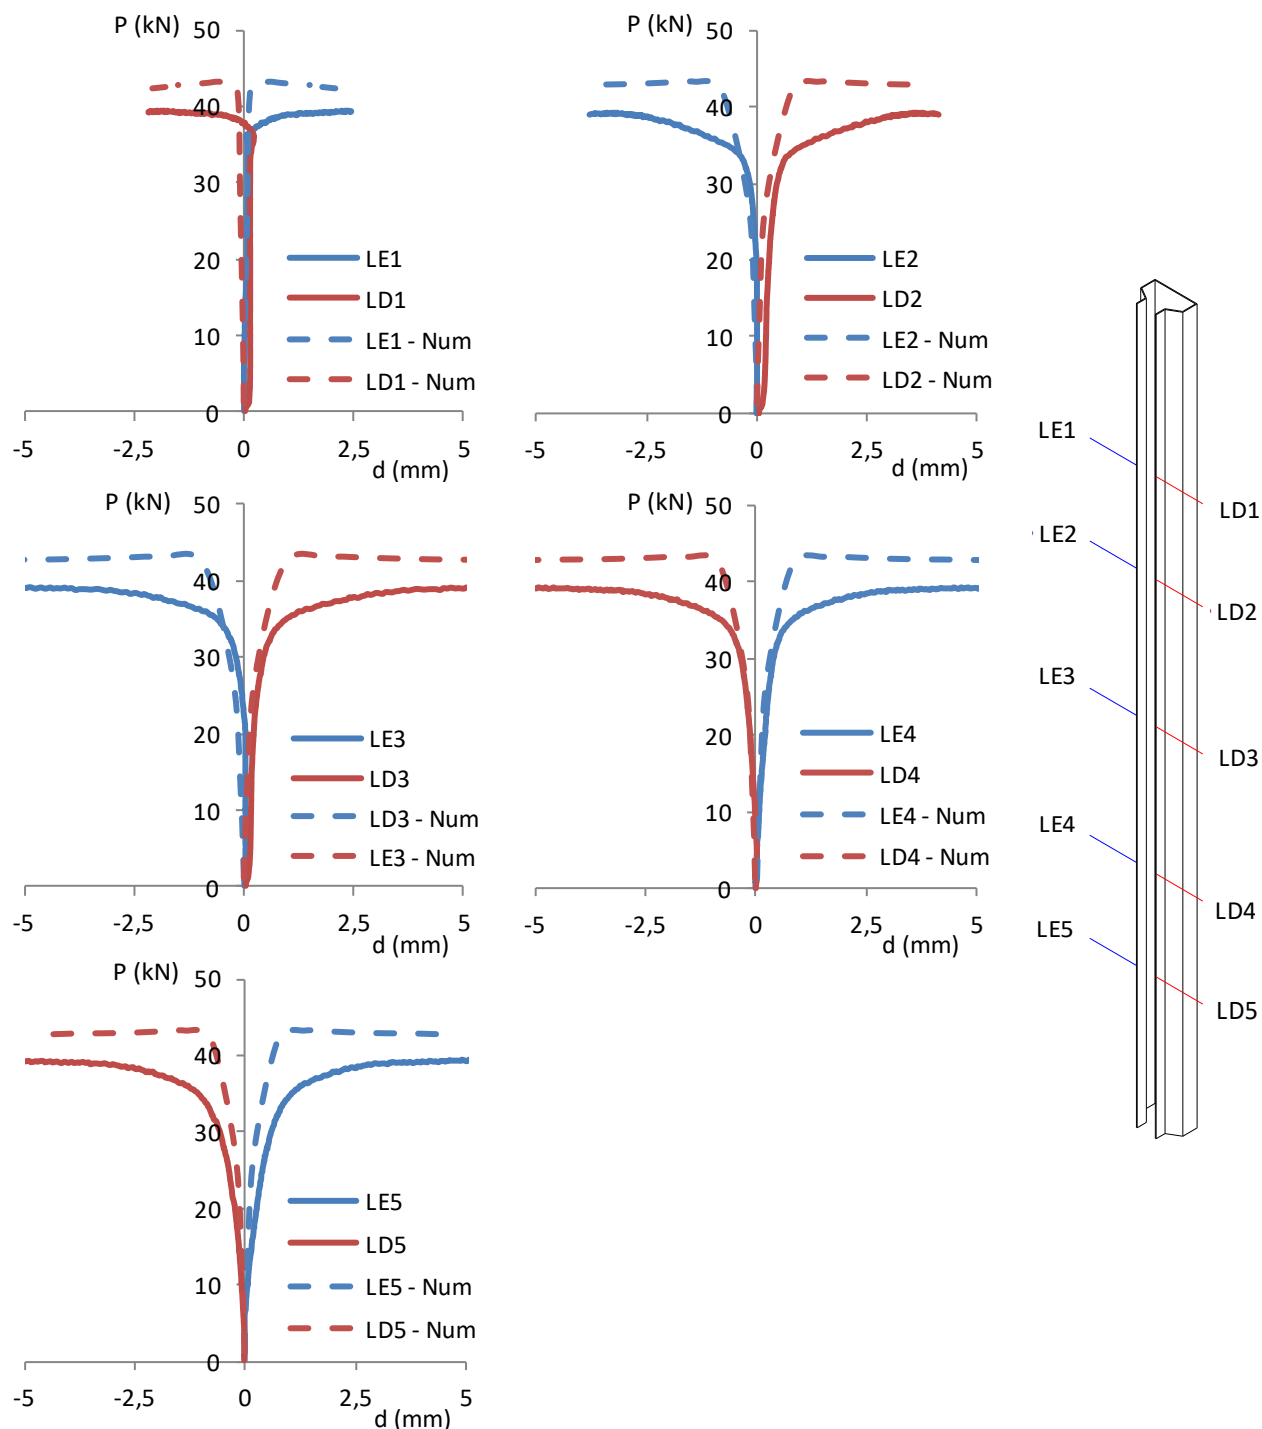 P (kN)
50
40
30
20
10
0
-5
-2,5
0
2,5
5
d (mm)
LE1
LD1
LE1 - Num
LD1 - Num
P (kN)
50
40
30
20
10
0
-5
-2,5
0
2,5
5
d (mm)
LE2
LD2
LE2 - Num
LD2 - Num
P (kN)
50
40
30
20
10
0
-5
-2,5
0
2,5
5
d (mm)
LE3
LD3
LD3 - Num
LE3 - Num
P (kN)
50
40
30
20
10
0
-5
-2,5
0
2,5
5
d (mm)
LE4
LD4
LE4 - Num
LD4 - Num
P (kN)
50
40
30
20
10
0
-5
-2,5
0
2,5
5
d (mm)
LE5
LD5
LE5 - Num
LD5 - Num
LE1
LD1
LE2
LD2
LE3
LD3
LE4
LD4
LE5
LD5